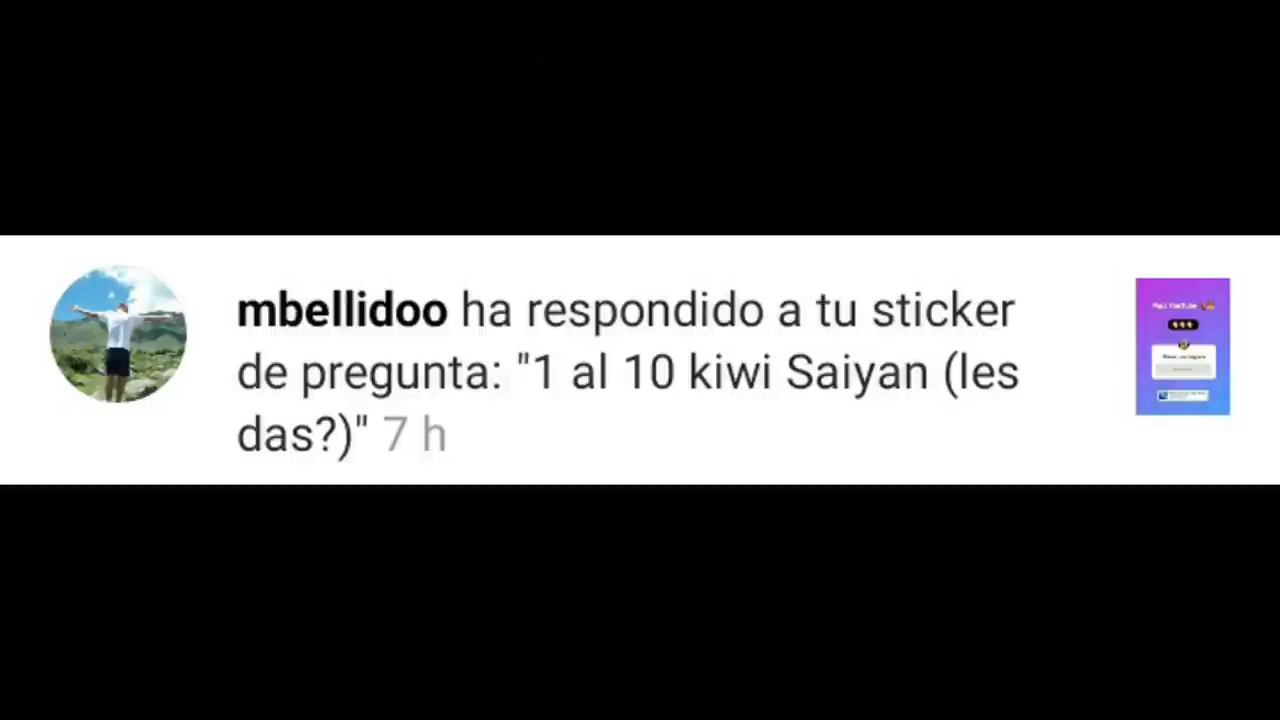 mbellidoo ha respondido a tu sticker
de pregunta: "1 al 10 kiwi Saiyan (les
das?)" 7 h